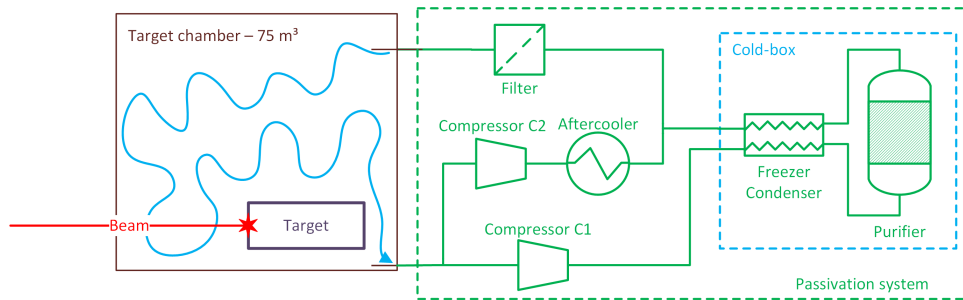 Target chamber – 75 m³
Cold-box
Filter
Compressor C2
Aftercooler
Freezer
Condenser
Beam
Target
Compressor C1
Purifier
Passivation system